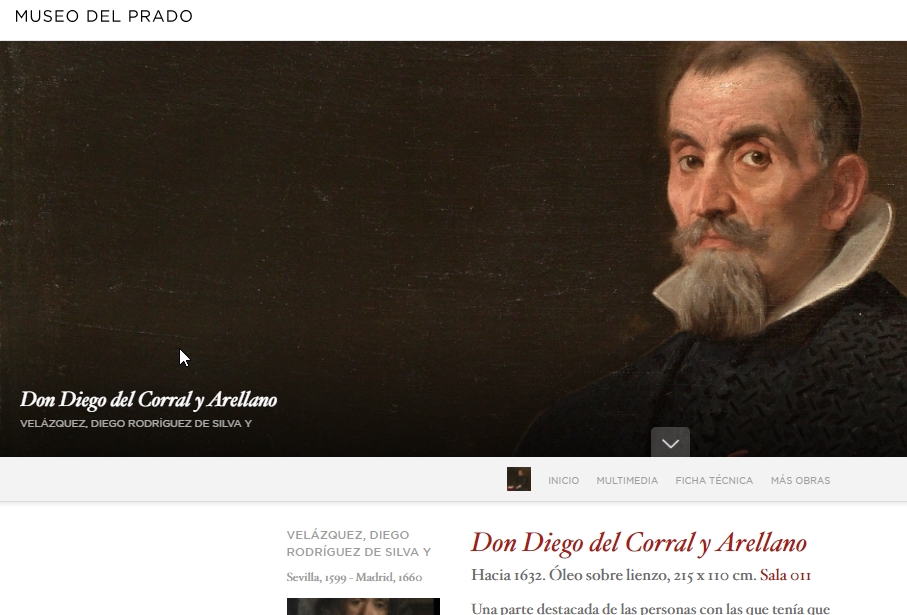 MUSEO DEL PRADO
Don Diego del Corral y Arellano
VELÁZQUEZ, DIEGO RODRÍGUEZ DE SILVA Y
INICIO MULTIMEDIA FICHA TÉCNICA MÁS OBRAS
VELÁZQUEZ, DIEGO
RODRÍGUEZ DE SILVA Y
Sevilla, 1599 - Madrid, 1660
Don Diego del Corral y Arellano
Hacia 1632. Óleo sobre lienzo, 215 x 110 cm. Sala 011
Una parte destacada de las personas con las que tenía que